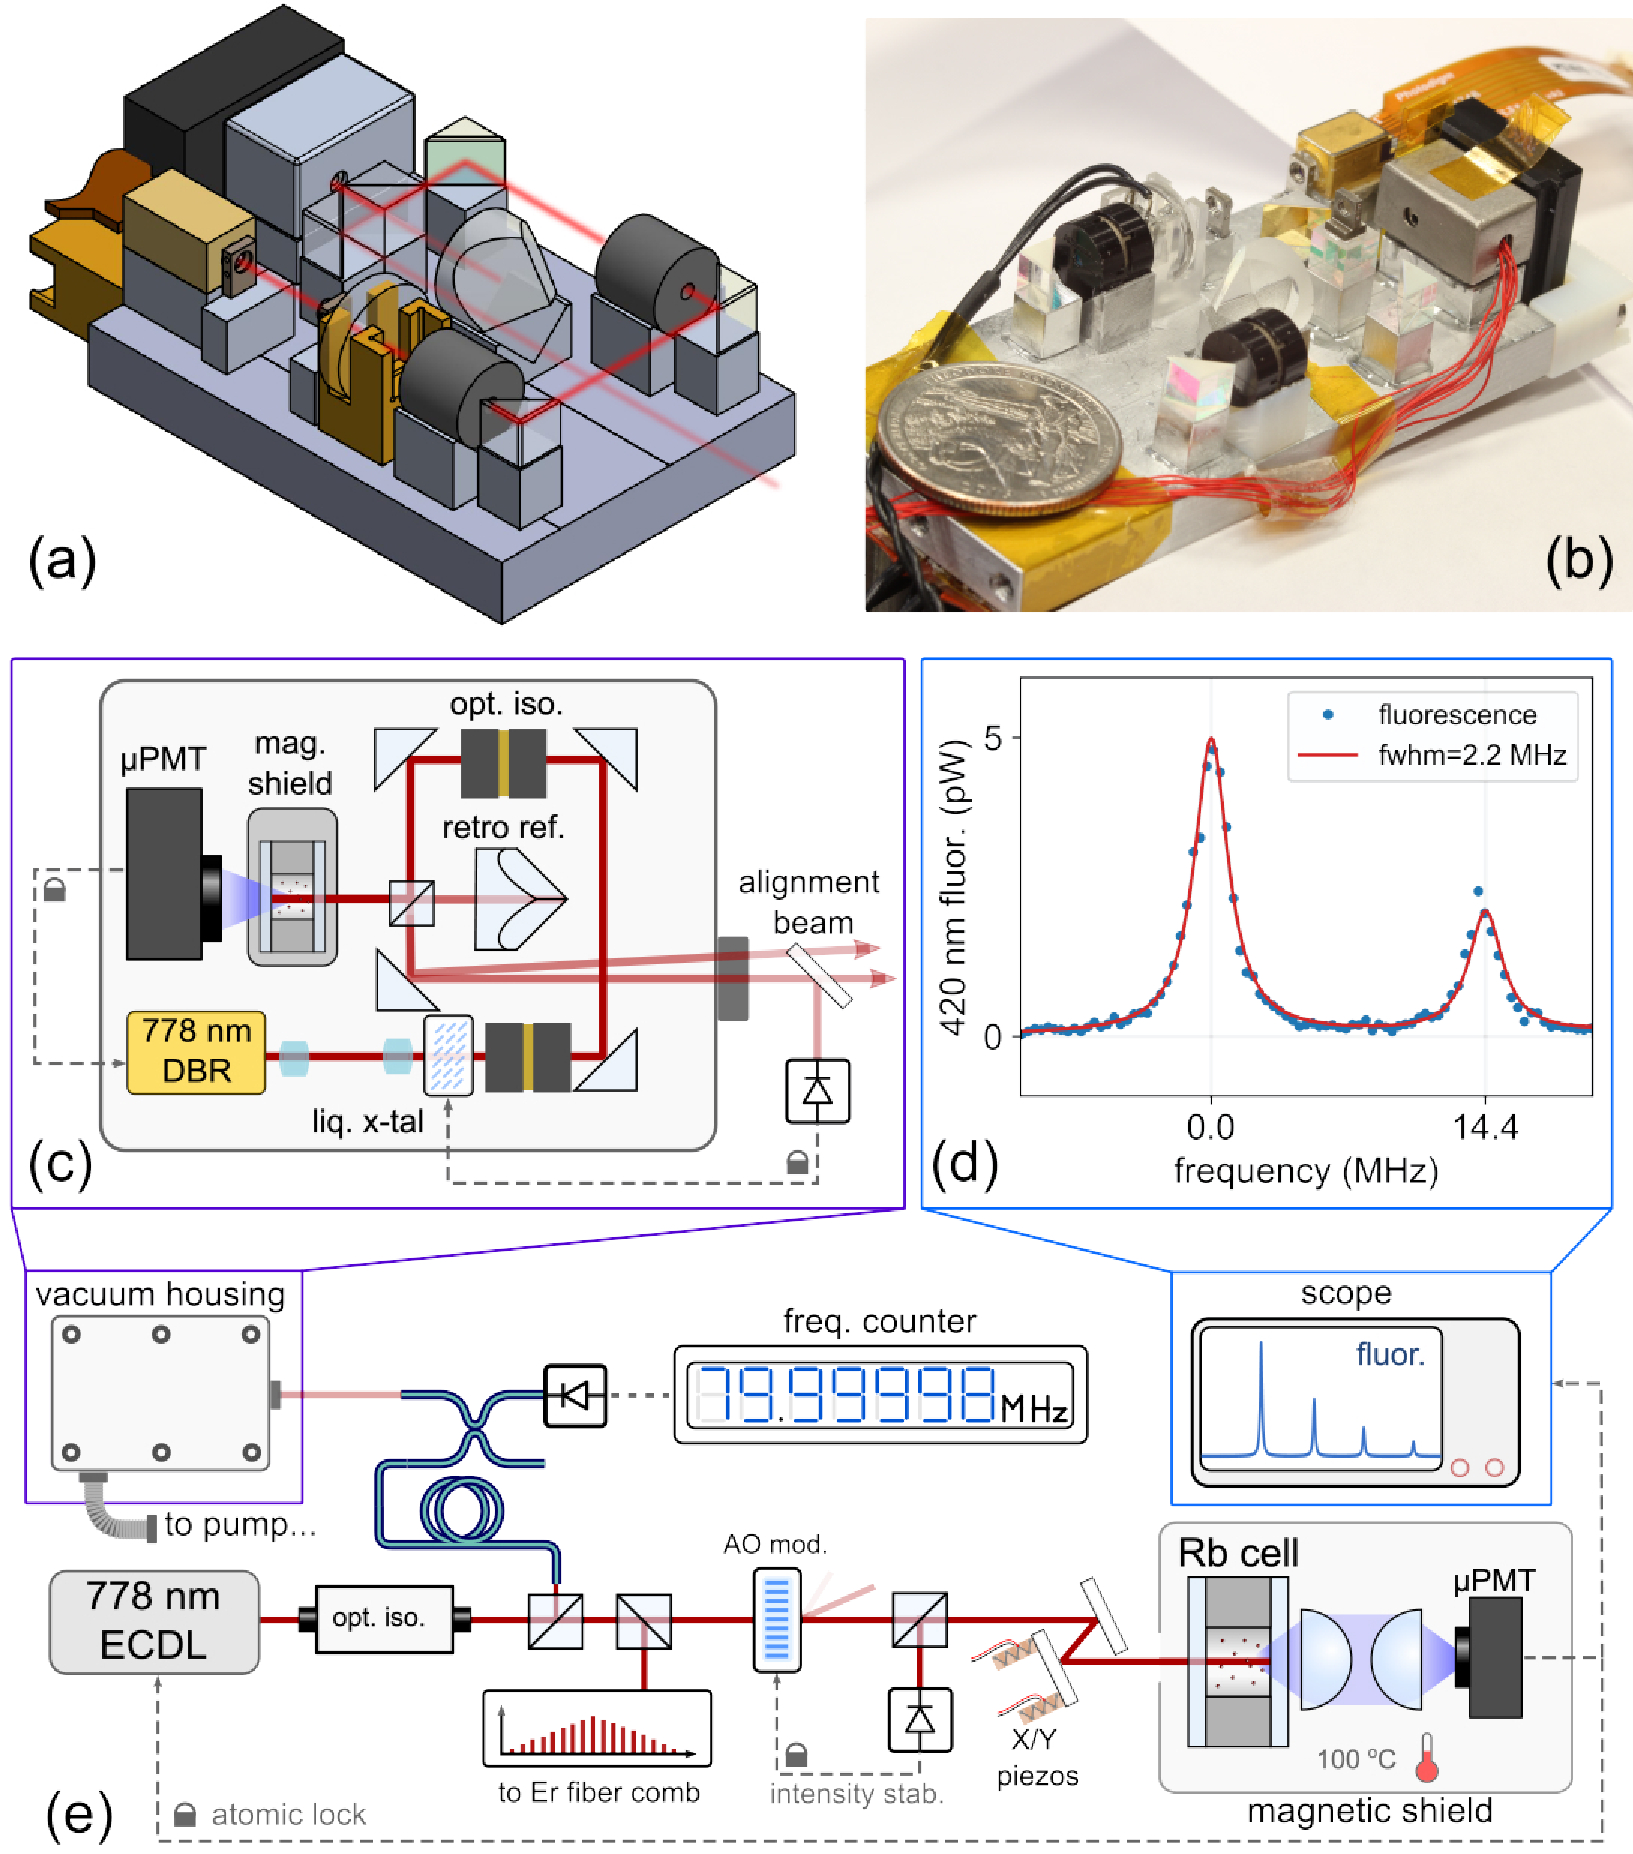 (a)
(b)
opt. iso.
mag.
shield
µPMT
retro ref.
alignment
beam
778 nm
DBR
liq. x-tal
(c)
fluorescence
fwhm=2.2 MHz
420 nm fluor. (pW)
5
0
0.0
14.4
frequency (MHz)
(d)
vacuum housing
to pump...
freq. counter
79.99998 MHz
scope
fluor.
778 nm
ECDL
opt. iso.
to Er fiber comb
AO mod.
intensity stab.
X/Y
piezos
Rb cell
µPMT
100 °C
magnetic shield
atomic lock
(e)